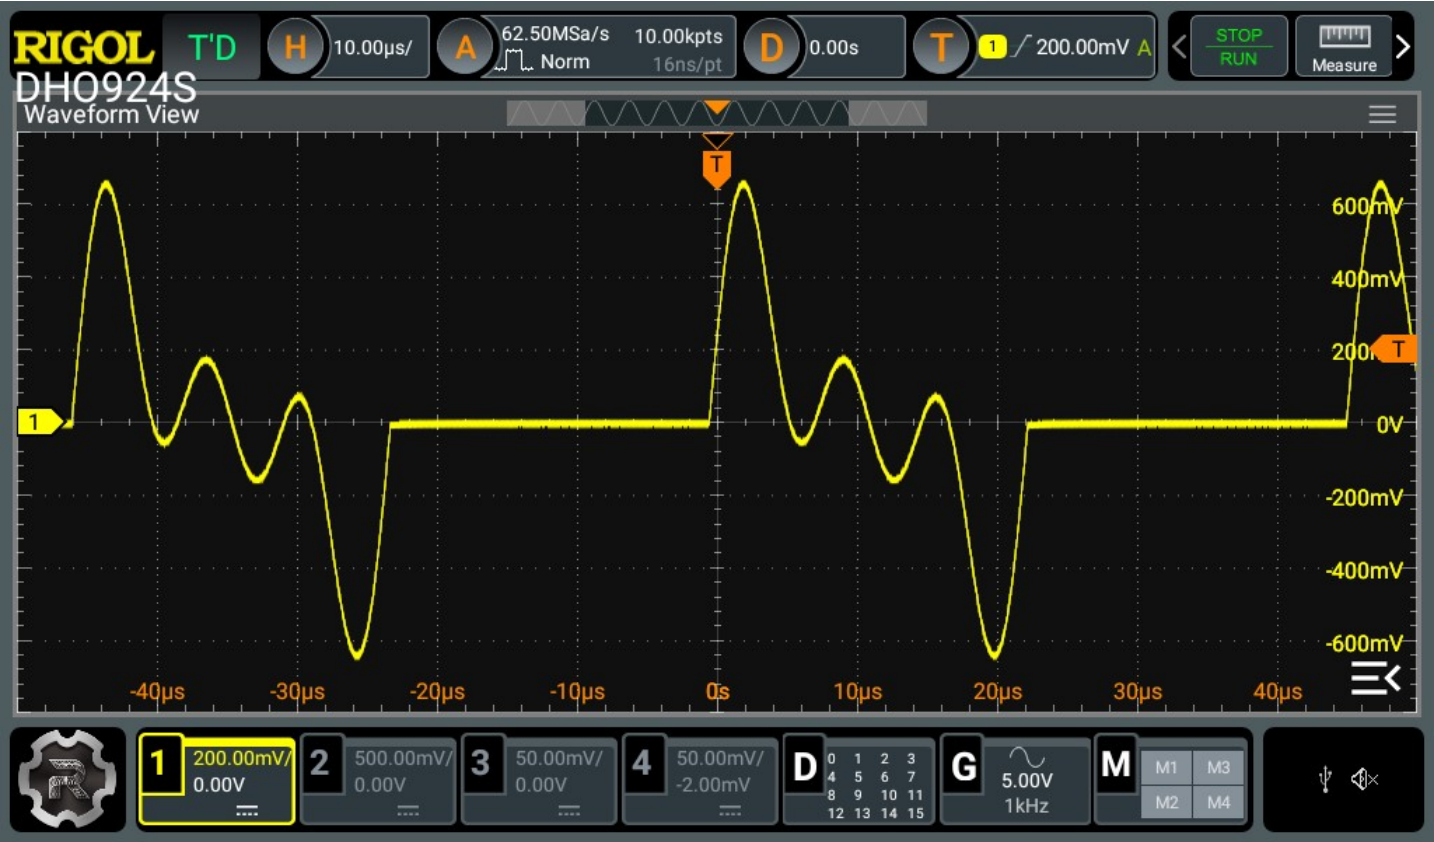 RIGOL T'D H 10.00µs/ A 62.50MSa/s 10.00kpts D 0.00s T 1 200.00mV A STOP
Norm 16ns/pt RUN Measure
DHO924S
Waveform View
T
600mV
400mV
T
1 0V
-200mV
-400mV
-600mV
-40µs -30µs -20µs -10µs 0s 10µs 20µs 30µs 40µs
1 200.00mV/ 2 500.00mV/ 3 50.00mV/ 4 50.00mV/ D 0 1 2 3 G M M1 M3
0.00V 0.00V 0.00V -2.00mV 4 5 6 7 5.00V
8 9 10 11 1kHz M2 M4
12 13 14 15
R